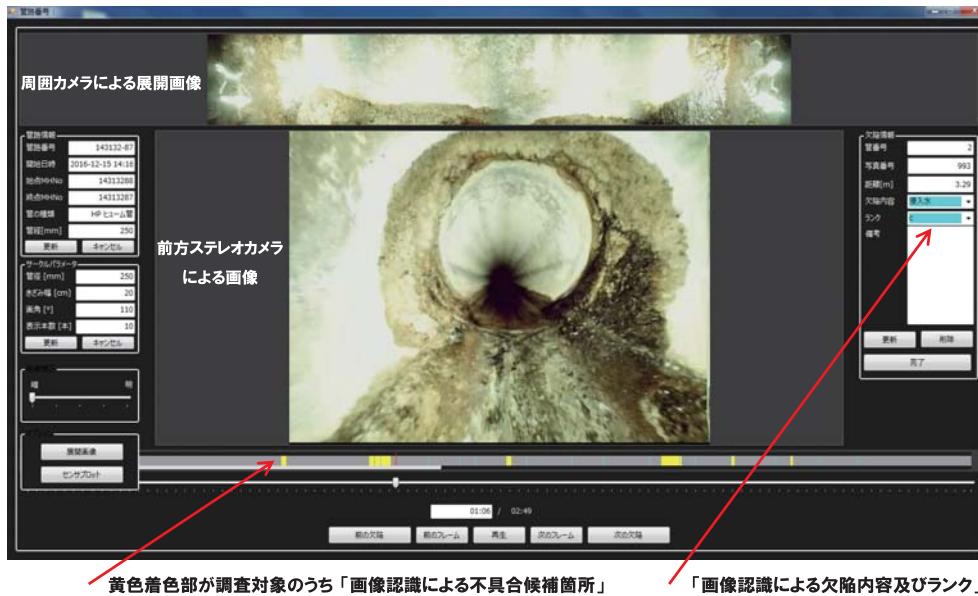 管路番号
周囲カメラによる展開画像
前方ステレオカメラ
による画像
管路情報
管路番号 143132-87
開始日時 2016-12-15 14:16
始点MHNo 14313288
終点MHNo 14313287
管の種類 HP ヒューム管
管径[mm] 250
更新 キャンセル
サークルパラメータ
管径 [mm] 250
きざみ幅 [cm] 20
画角 [°] 110
表示本数 [本] 10
更新 キャンセル
暗 明
展開画像
センサプロット
欠陥情報
管番号 2
写真番号 993
距離[m] 3.29
欠陥内容 浸入水
ランク c
備考
更新 削除
完了
01:06 / 02:49
前の欠陥 前のフレーム 再生 次のフレーム 次の欠陥
黄色着色部が調査対象のうち「画像認識による不具合候補箇所」
「画像認識による欠陥内容及びランク」